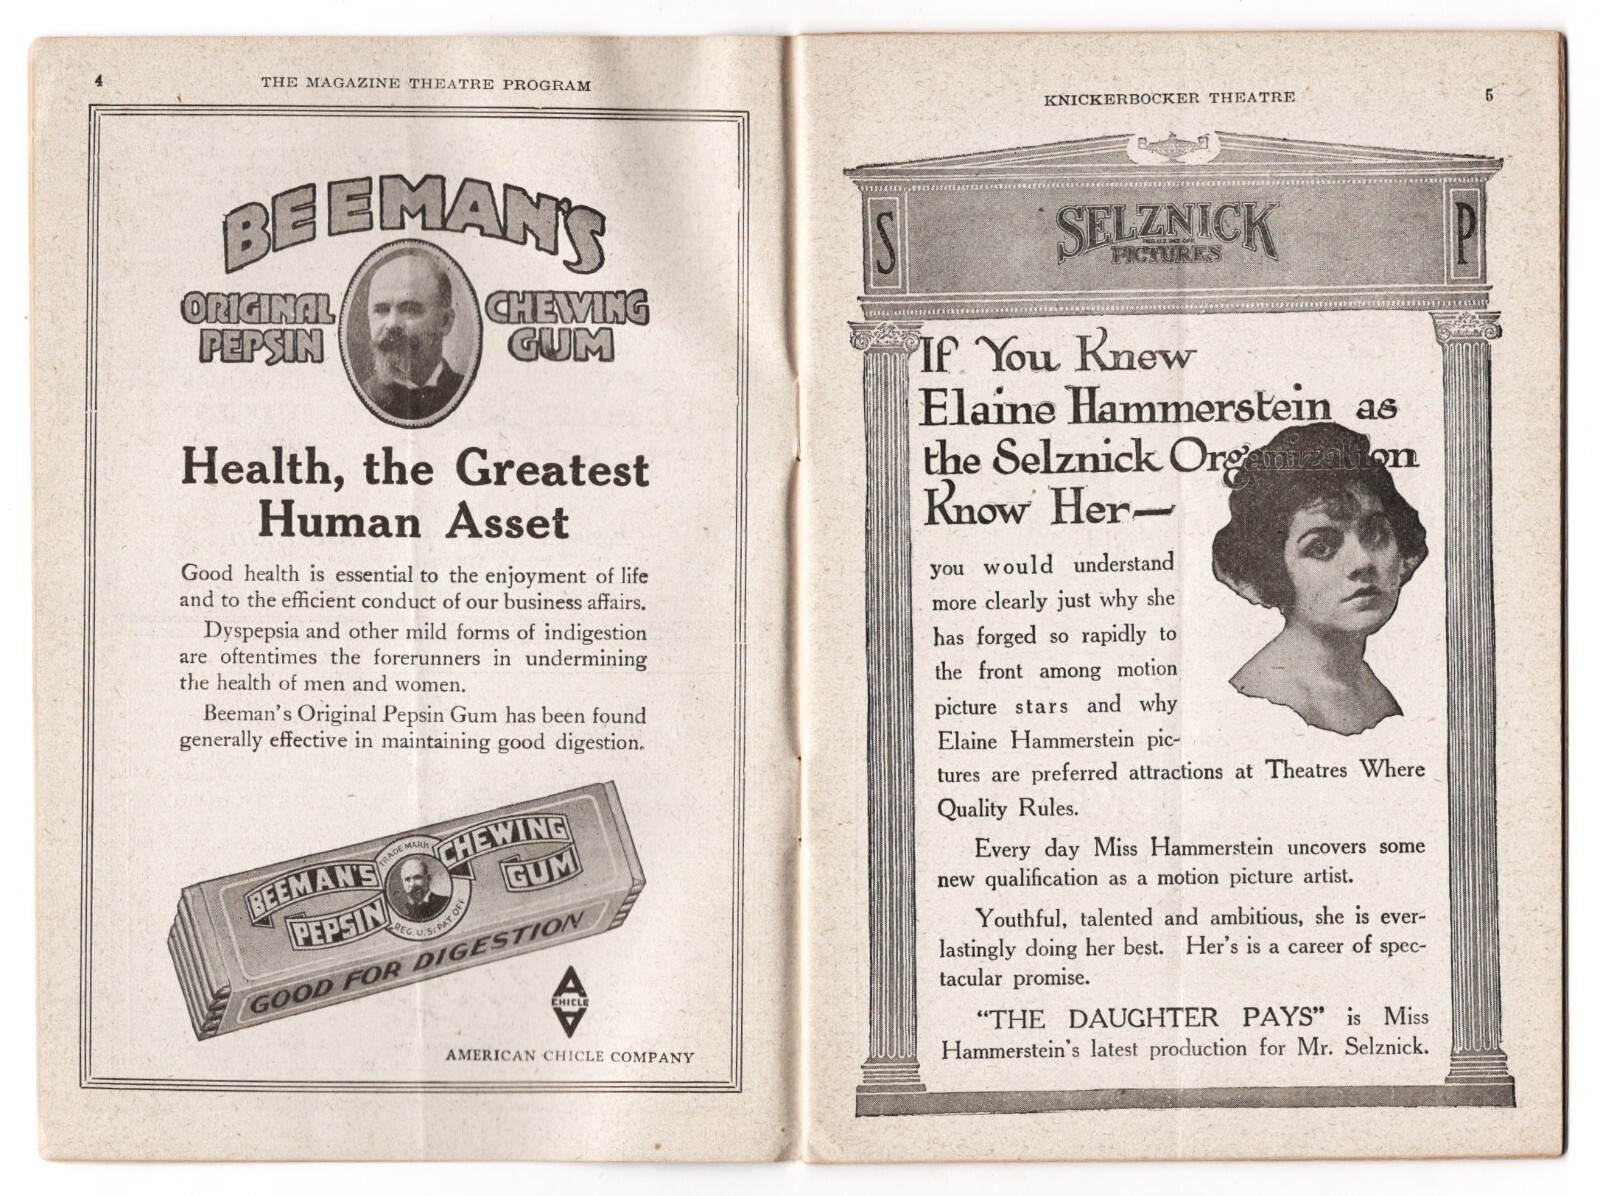 4
THE MAGAZINE THEATRE PROGRAM
BEEMAN'S
ORIGINAL
PEPSIN
CHEWING
GUM
Health, the Greatest
Human Asset
Good health is essential to the enjoyment of life
and to the efficient conduct of our business affairs.
Dyspepsia and other mild forms of indigestion
are oftentimes the forerunners in undermining
the health of men and women.
Beeman's Original Pepsin Gum has been found
generally effective in maintaining good digestion.
BEEMAN'S
PEPSIN
TRADE MARK
REG. U.S. PAT. OFF.
CHEWING
GUM
GOOD FOR DIGESTION
A
CHICLE
AMERICAN CHICLE COMPANY
KNICKERBOCKER THEATRE
5
S
SELZNICK
REG. U.S. PAT. OFF.
PICTURES
P
If You Knew
Elaine Hammerstein as
the Selznick Organization
Know Her—
you would understand
more clearly just why she
has forged so rapidly to
the front among motion
picture stars and why
Elaine Hammerstein pic-
tures are preferred attractions at Theatres Where
Quality Rules.
Every day Miss Hammerstein uncovers some
new qualification as a motion picture artist.
Youthful, talented and ambitious, she is ever-
lastingly doing her best. Her's is a career of spec-
tacular promise.
"THE DAUGHTER PAYS" is Miss
Hammerstein's latest production for Mr. Selznick.